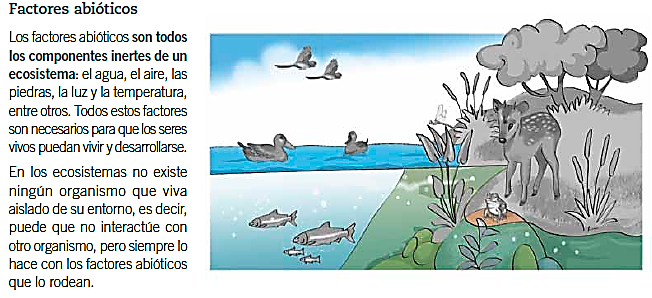 Factores abióticos
Los factores abióticos son todos
los componentes inertes de un
ecosistema: el agua, el aire, las
piedras, la luz y la temperatura,
entre otros. Todos estos factores
son necesarios para que los seres
vivos puedan vivir y desarrollarse.
En los ecosistemas no existe
ningún organismo que viva
aislado de su entorno, es decir,
puede que no interactúe con
otro organismo, pero siempre lo
hace con los factores abióticos
que lo rodean.